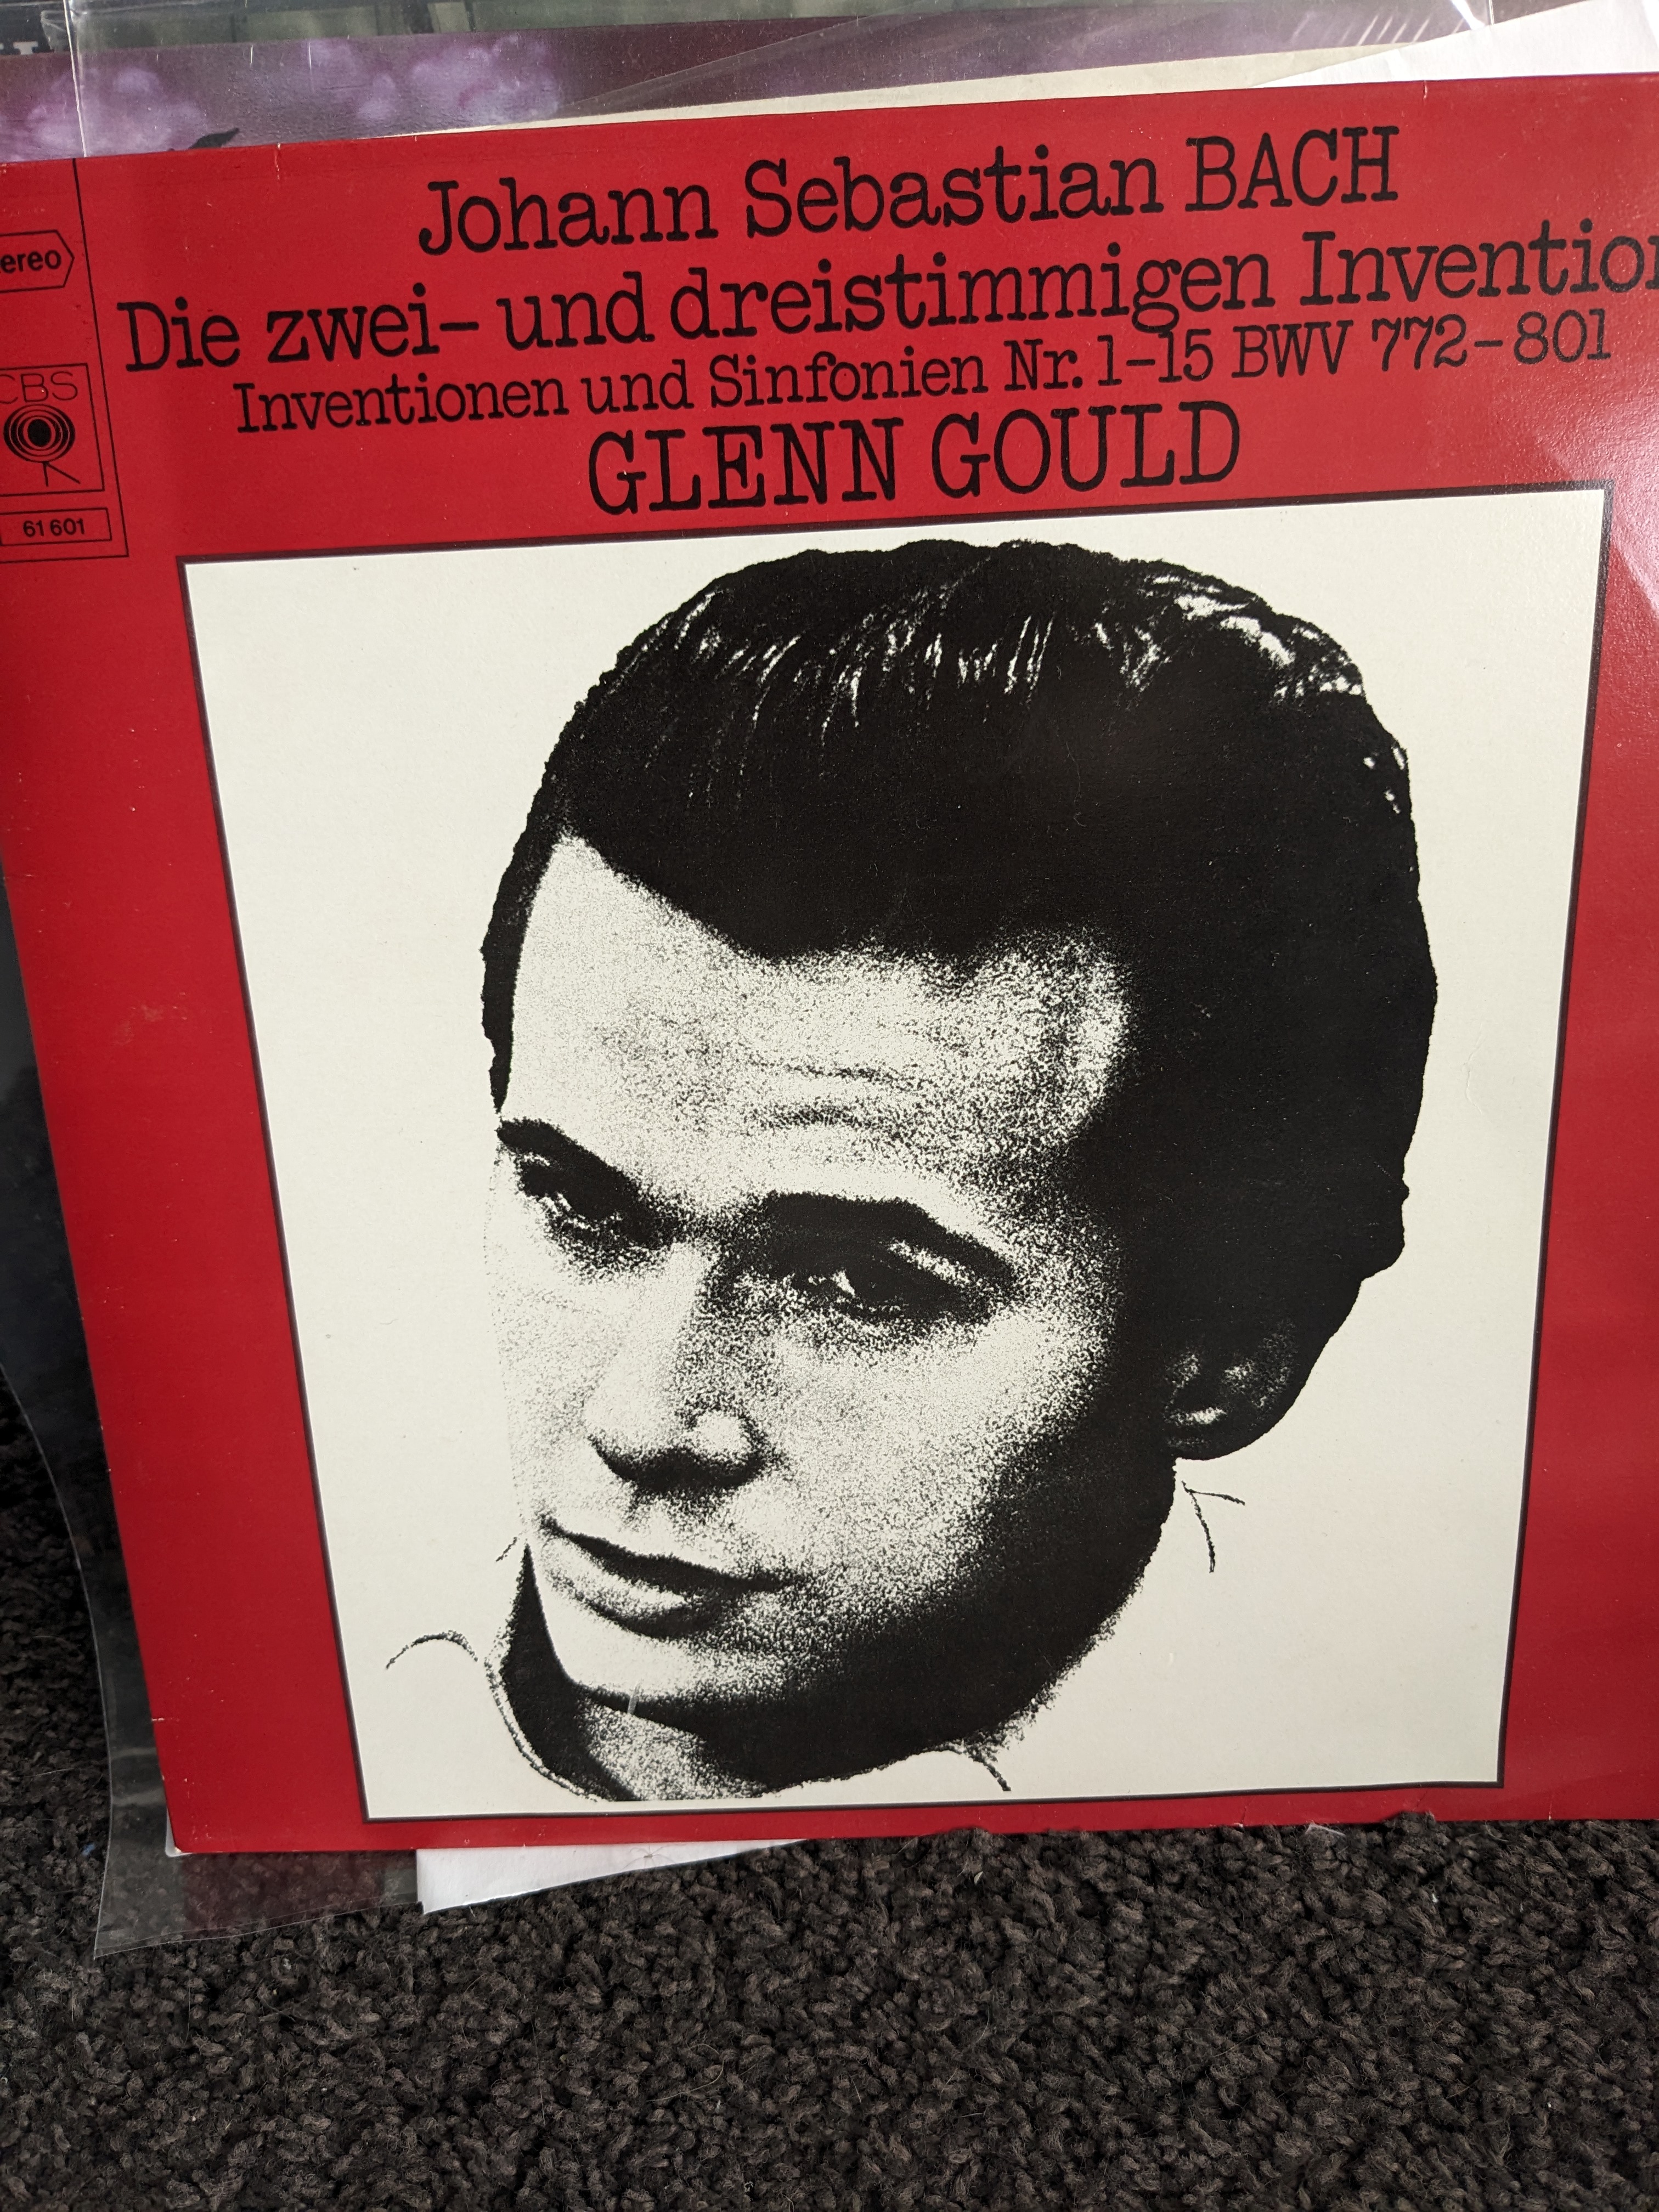 Johann Sebastian BACH
Die zwei- und dreistimmigen Invention
Inventionen und Sinfonien Nr. 1-15 BWV 772-801
GLENN GOULD
ereo
CBS
61 601